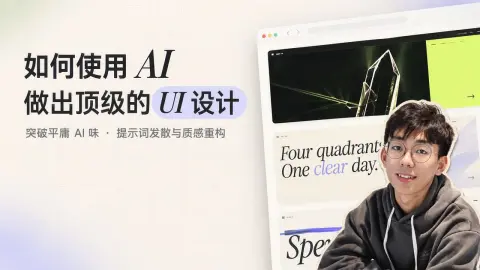 如何使用 AI
做出顶级的 UI 设计
突破平庸 AI 味 · 提示词发散与质感重构
Four quadrants.
One clear day.